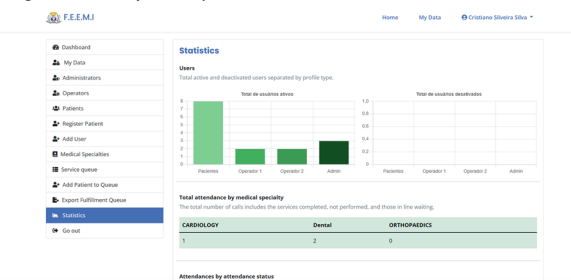 F.E.E.M.I
Home My Data Cristiano Silveira Silva
Dashboard
My Data
Administrators
Operators
Patients
Register Patient
Add User
Medical Specialties
Service queue
Add Patient to Queue
Export Fulfillment Queue
Statistics
Go out
Statistics
Users
Total active and deactivated users separated by profile type.
Total de usuários ativos
8
7
6
5
4
3
2
1
0
Pacientes Operador 1 Operador 2 Admin
Total de usuários desativados
1,0
0,8
0,6
0,4
0,2
0
Pacientes Operador 1 Operador 2 Admin
Total attendance by medical specialty
The total number of calls includes the services completed, not performed, and those in line waiting.
CARDIOLOGY Dental ORTHOPAEDICS
1 2 0
Attendances by attendance status